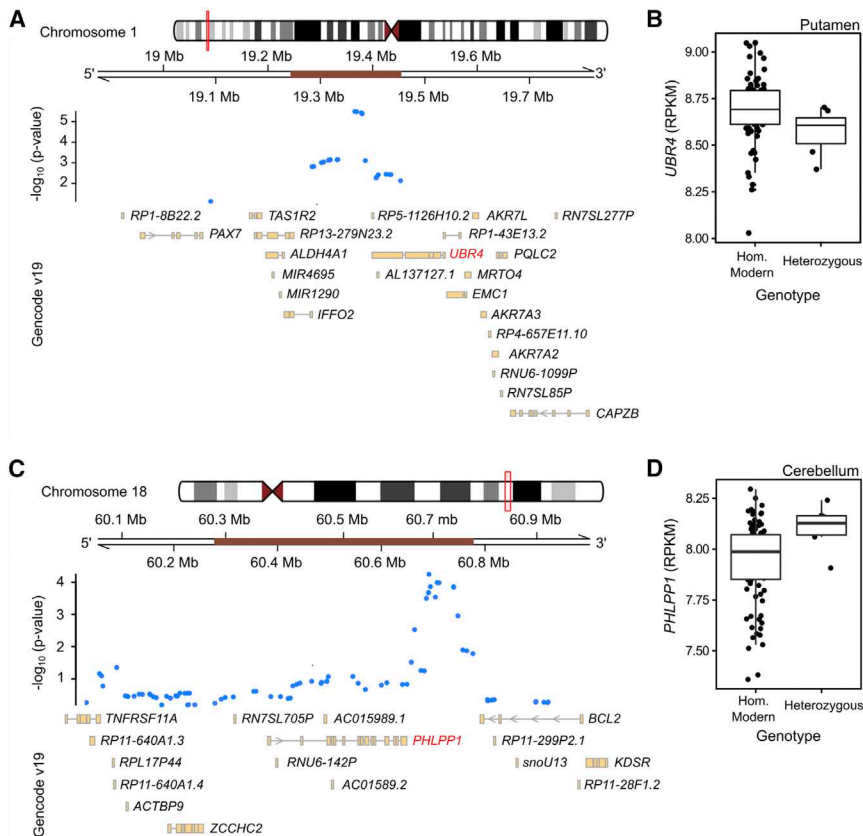 A
Chromosome 1
19 Mb 19.2 Mb 19.4 Mb 19.6 Mb
5' 3'
19.1 Mb 19.3 Mb 19.5 Mb 19.7 Mb
-log10 (p-value)
5
4
3
2
RP1-8B22.2 TAS1R2 RP5-1126H10.2 AKR7L RN7SL277P
PAX7 RP13-279N23.2 RP1-43E13.2
ALDH4A1 UBR4 PQLC2
MIR4695 AL137127.1 MRTO4
MIR1290 EMC1
IFFO2 AKR7A3
RP4-657E11.10
AKR7A2
RNU6-1099P
RN7SL85P
CAPZB
Gencode v19
B
Putamen
UBR4 (RPKM)
9.00
8.75
8.50
8.25
8.00
Hom. Modern Heterozygous
Genotype
C
Chromosome 18
60.1 Mb 60.3 Mb 60.5 Mb 60.7 mb 60.9 Mb
5' 3'
60.2 Mb 60.4 Mb 60.6 Mb 60.8 Mb
-log10 (p-value)
4
3
2
1
TNFRSF11A RN7SL705P AC015989.1 BCL2
RP11-640A1.3 PHLPP1 RP11-299P2.1
RPL17P44 RNU6-142P snoU13 KDSR
RP11-640A1.4 AC01589.2 RP11-28F1.2
ACTBP9
ZCCHC2
Gencode v19
D
Cerebellum
PHLPP1 (RPKM)
8.25
8.00
7.75
7.50
Hom. Modern Heterozygous
Genotype